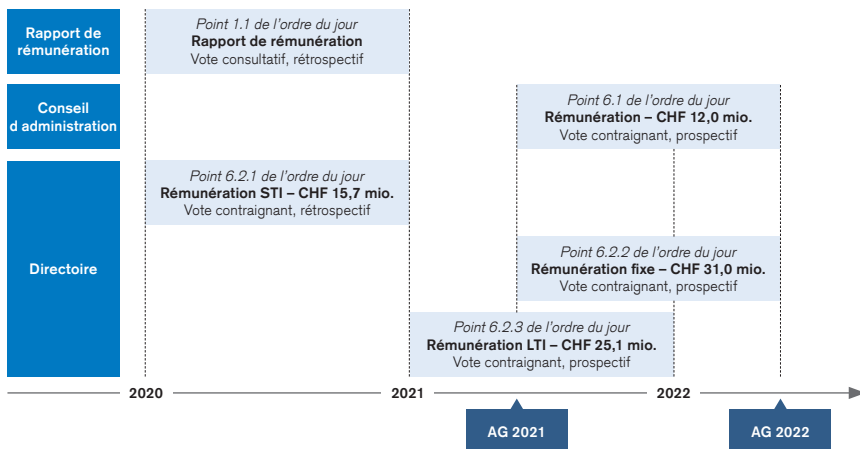 Rapport de
rémunération
Point 1.1 de l'ordre du jour
Rapport de rémunération
Vote consultatif, rétrospectif
Conseil
d administration
Point 6.1 de l'ordre du jour
Rémunération – CHF 12,0 mio.
Vote contraignant, prospectif
Directoire
Point 6.2.1 de l'ordre du jour
Rémunération STI – CHF 15,7 mio.
Vote contraignant, rétrospectif
Point 6.2.2 de l'ordre du jour
Rémunération fixe – CHF 31,0 mio.
Vote contraignant, prospectif
Point 6.2.3 de l'ordre du jour
Rémunération LTI – CHF 25,1 mio.
Vote contraignant, prospectif
2020 2021 2022
AG 2021 AG 2022